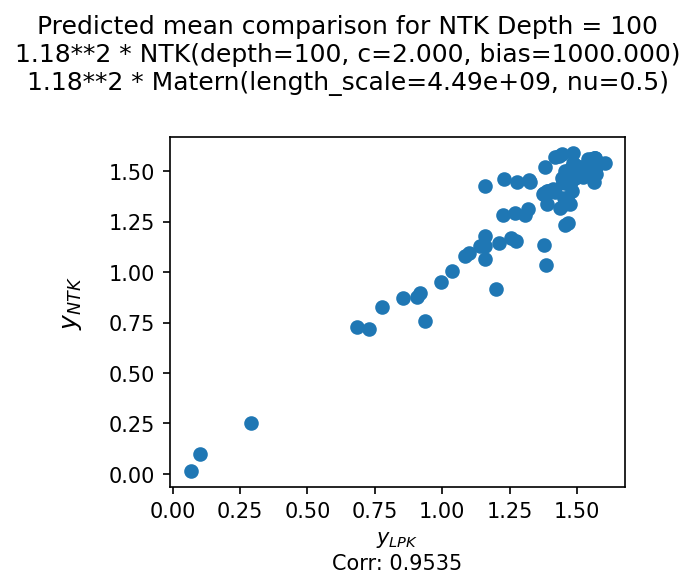 Predicted mean comparison for NTK Depth = 100
1.18**2 * NTK(depth=100, c=2.000, bias=1000.000)
1.18**2 * Matern(length_scale=4.49e+09, nu=0.5)
1.50
1.25
1.00
0.75
0.50
0.25
0.00
y_NTK
0.00 0.25 0.50 0.75 1.00 1.25 1.50
y_LPK
Corr: 0.9535